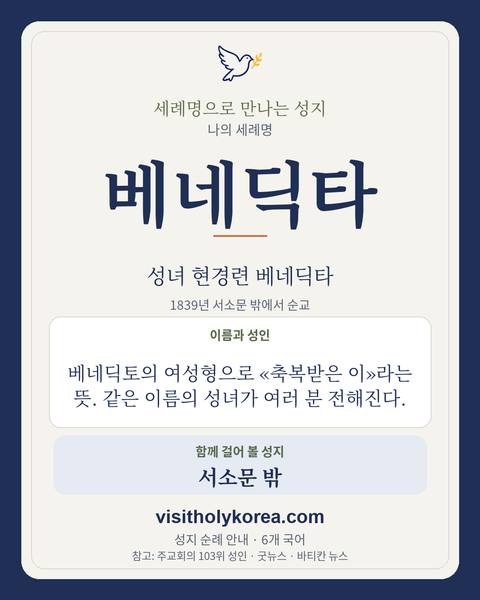 세례명으로 만나는 성지
나의 세례명
베네딕타
성녀 현경련 베네딕타
1839년 서소문 밖에서 순교
이름과 성인
베네딕토의 여성형으로 «축복받은 이»라는
뜻. 같은 이름의 성녀가 여러 분 전해진다.
함께 걸어 볼 성지
서소문 밖
visitholykorea.com
성지 순례 안내 · 6개 국어
참고: 주교회의 103위 성인 · 굿뉴스 · 바티칸 뉴스